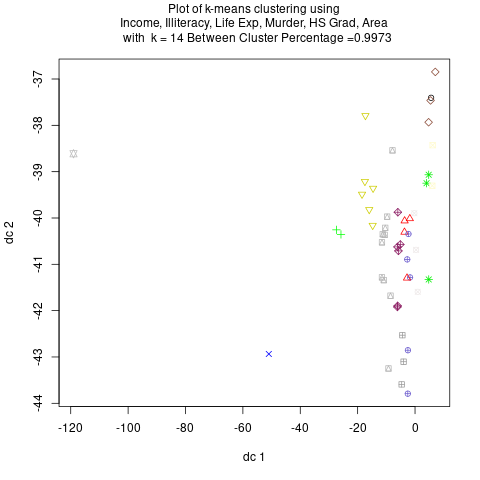 Plot of k-means clustering using
Income, Illiteracy, Life Exp, Murder, HS Grad, Area
with k = 14 Between Cluster Percentage =0.9973
-37
-38
-39
-40
-41
-42
-43
-44
dc 2
-120 -100 -80 -60 -40 -20 0
dc 1